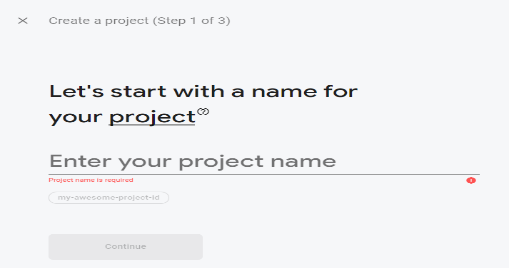 Create a project (Step 1 of 3)
Let's start with a name for
your project
Enter your project name
Project name is required
my-awesome-project-id
Continue